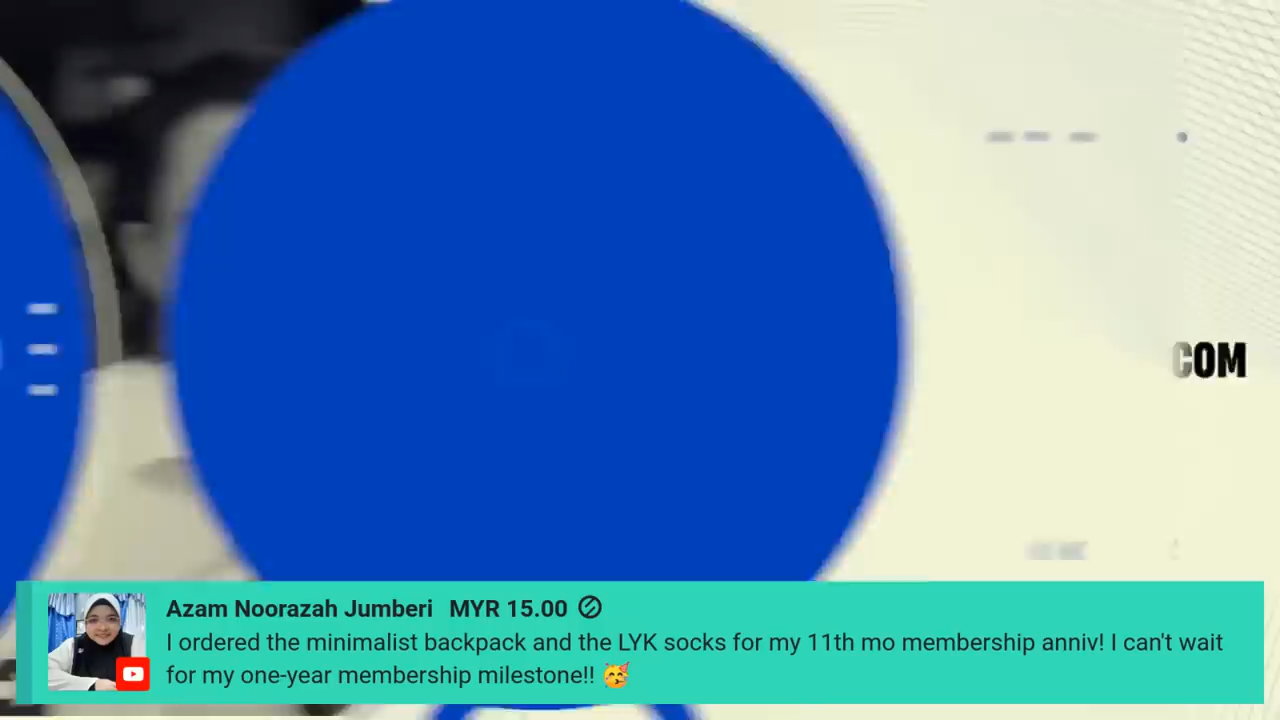 COM
Azam Noorazah Jumberi MYR 15.00
I ordered the minimalist backpack and the LYK socks for my 11th mo membership anniv! I can't wait
for my one-year membership milestone!! 🥳